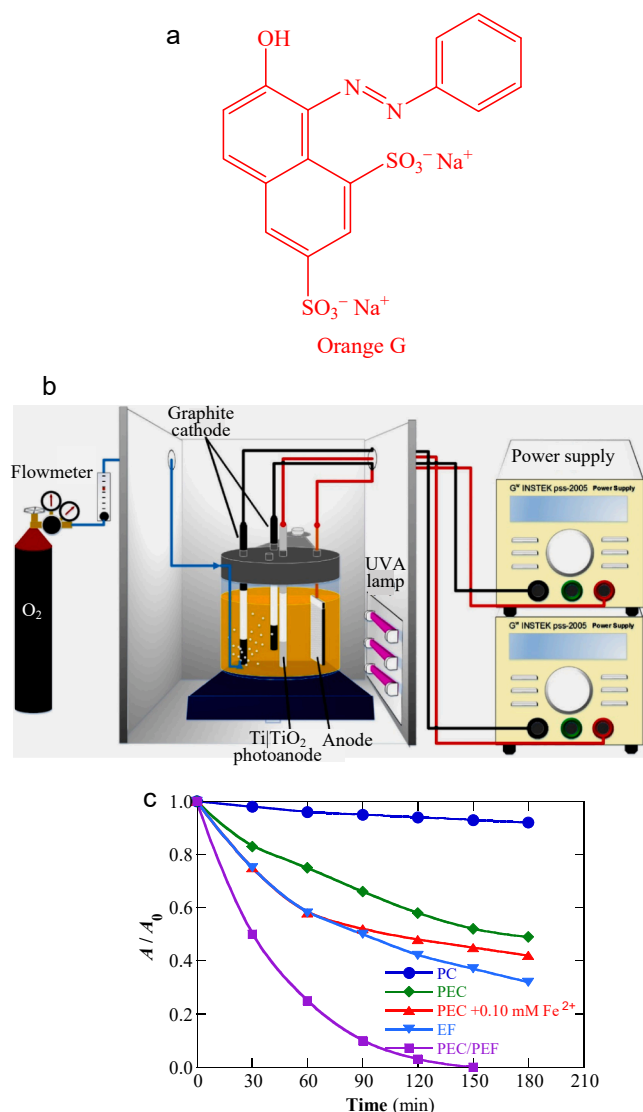 a
OH
N
N
SO₃⁻ Na⁺
SO₃⁻ Na⁺
Orange G
b
Graphite
cathode
Flowmeter
Power supply
G" INSTEK pss-2005 Power Supply
UVA
lamp
O₂
G" INSTEK pss-2005 Power Supply
Ti|TiO₂
photoanode
Anode
c
1.0
0.8
0.6
0.4
0.2
0.0
A / A₀
PC
PEC
PEC +0.10 mM Fe ²⁺
EF
PEC/PEF
0 30 60 90 120 150 180 210
Time (min)